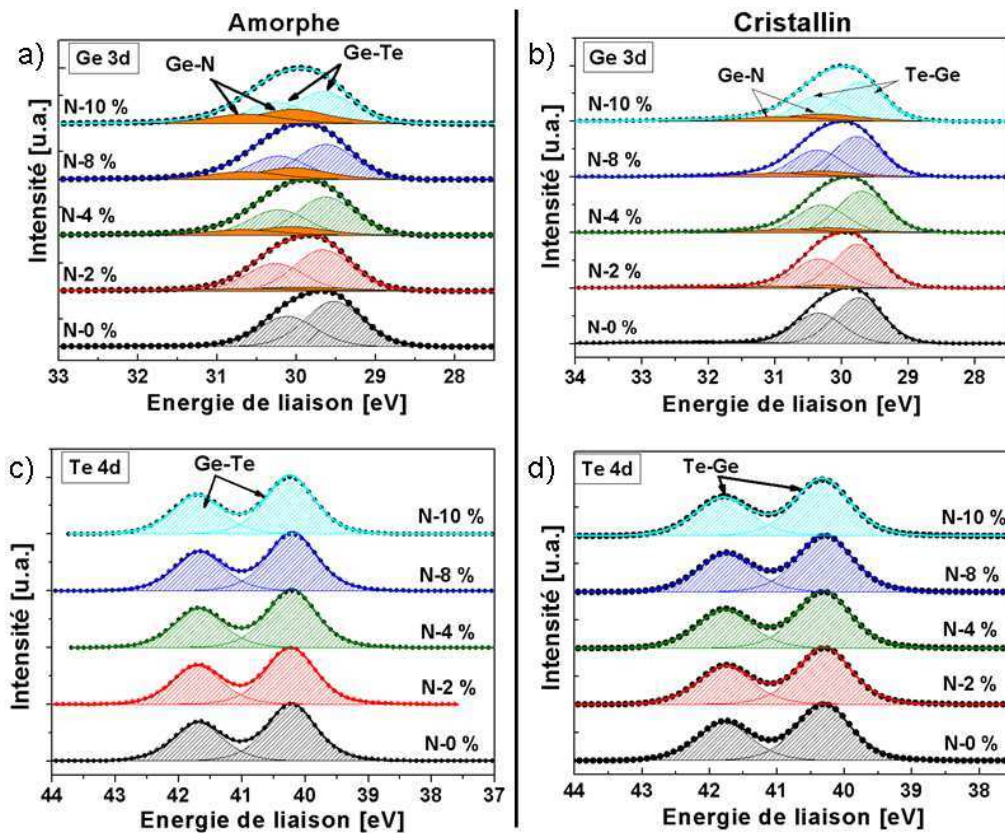 Amorphe
Cristallin
a)
Ge 3d
Ge-N
Ge-Te
N-10 %
N-8 %
N-4 %
N-2 %
N-0 %
Intensité [u.a.]
33 32 31 30 29 28
Energie de liaison [eV]
b)
Ge 3d
Ge-N
Te-Ge
N-10 %
N-8 %
N-4 %
N-2 %
N-0 %
Intensité [u.a.]
34 33 32 31 30 29 28
Energie de liaison [eV]
c)
Te 4d
Ge-Te
N-10 %
N-8 %
N-4 %
N-2 %
N-0 %
Intensité [u.a.]
44 43 42 41 40 39 38 37
Energie de liaison [eV]
d)
Te 4d
Te-Ge
N-10 %
N-8 %
N-4 %
N-2 %
N-0 %
Intensité [u.a.]
44 43 42 41 40 39 38
Energie de liaison [eV]